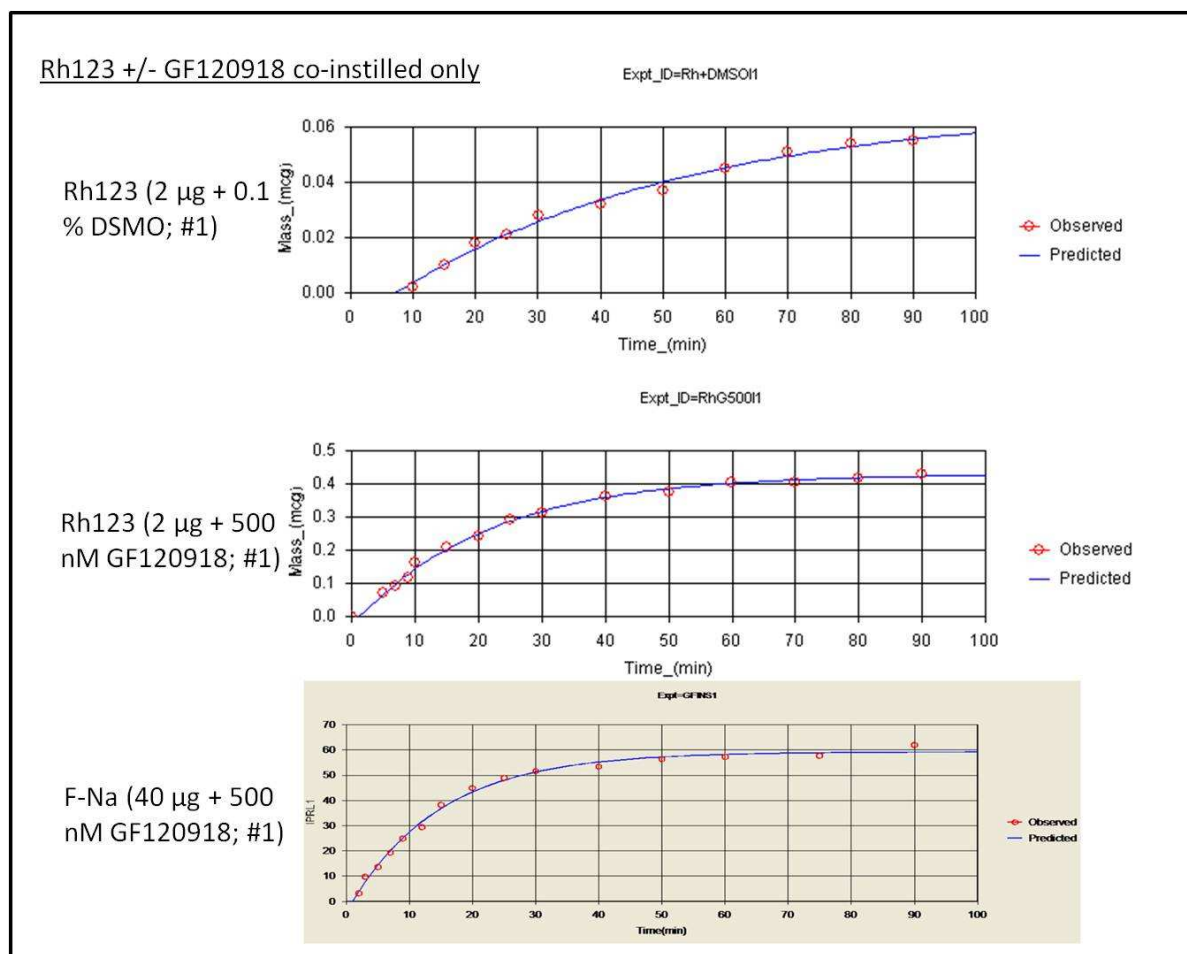 Rh123 +/- GF120918 co-instilled only
Expt_ID=Rh+DMSOI1
Rh123 (2 µg + 0.1
% DSMO; #1)
Mass_(mcg)
0.06
0.04
0.02
0.00
0 10 20 30 40 50 60 70 80 90 100
Time_(min)
Observed
Predicted
Expt_ID=RhG500I1
Rh123 (2 µg + 500
nM GF120918; #1)
Mass_(mcg)
0.5
0.4
0.3
0.2
0.1
0.0
0 10 20 30 40 50 60 70 80 90 100
Time_(min)
Observed
Predicted
Expt=GFINS1
F-Na (40 µg + 500
nM GF120918; #1)
IPRL1
70
60
50
40
30
20
10
0
0 10 20 30 40 50 60 70 80 90 100
Time(min)
Observed
Predicted